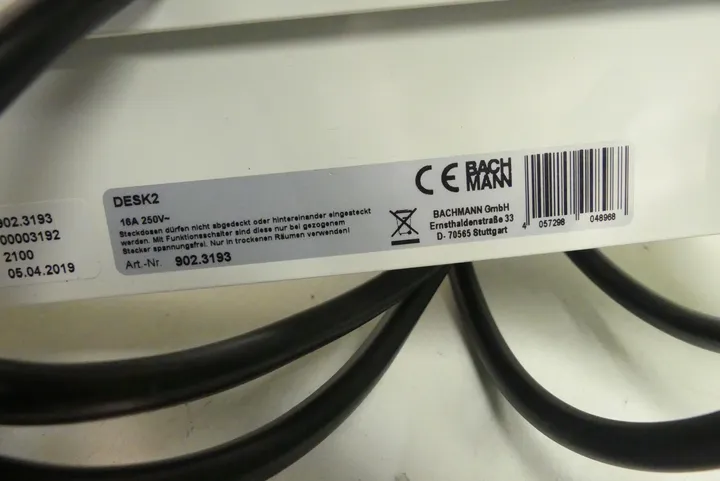 902.3193
00003192
2100
05.04.2019
DESK2
16A 250V~
Steckdosen dürfen nicht abgedeckt oder hintereinander eingesteckt
werden. Mit Funktionsschalter sind diese nur bei gezogenem
Stecker spannungsfrei. Nur in trockenen Räumen verwenden!
Art.-Nr. 902.3193
CE BACH
MANN
BACHMANN GmbH
Ernsthaldenstraße 33
D- 70565 Stuttgart
4 057298 048968